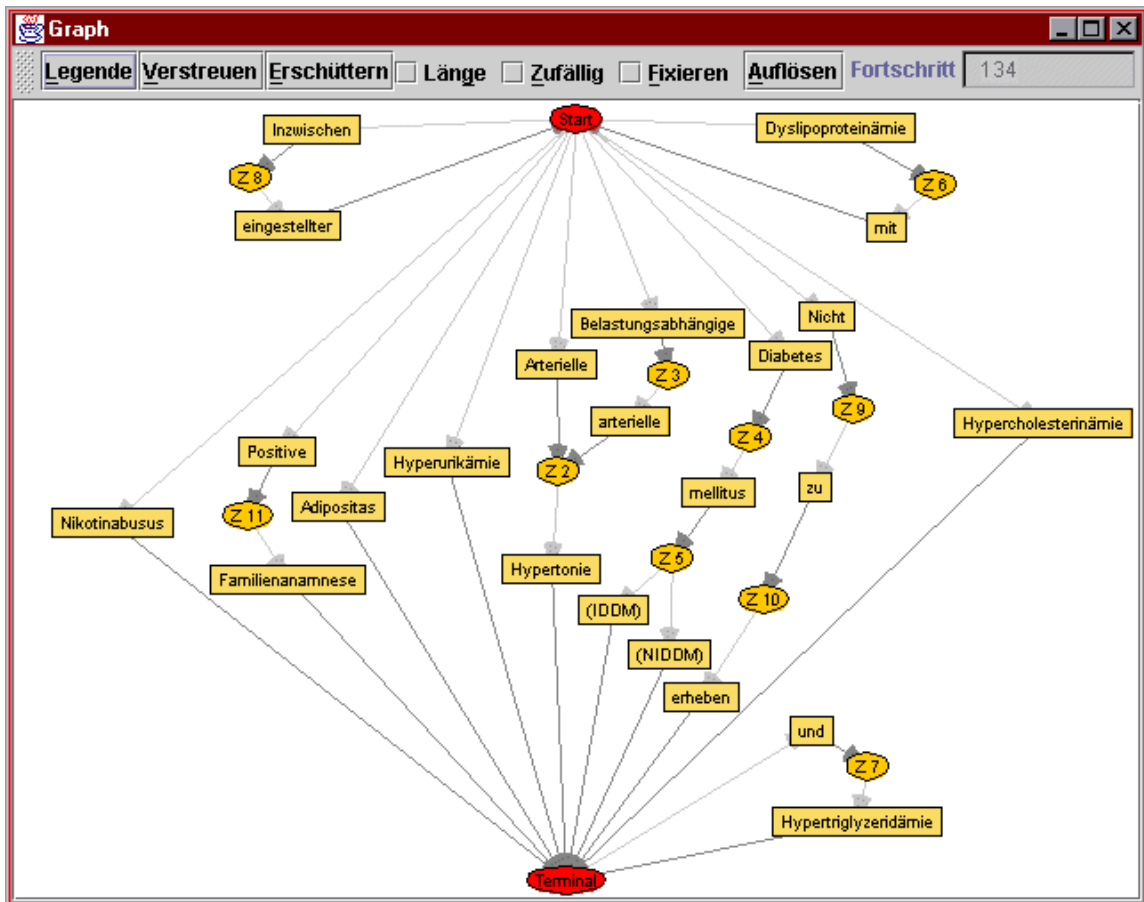 Graph
Legende Verstreuen Erschüttern Länge Zufällig Fixieren Auflösen Fortschritt 134
Inzwischen
Start
Dyslipoproteinämie
Z 8
Z 6
eingestellter
mit
Belastungsabhängige
Nicht
Arterielle
Diabetes
Z 3
Z 9
arterielle
Hypercholesterinämie
Z 4
Positive
Hyperurikämie
Z 2
mellitus
zu
Nikotinabusus
Z 11
Adipositas
Z 5
Familienanamnese
Hypertonie
(IDDM)
Z 10
(NIDDM)
erheben
und
Z 7
Hypertriglyzeridämie
Terminal